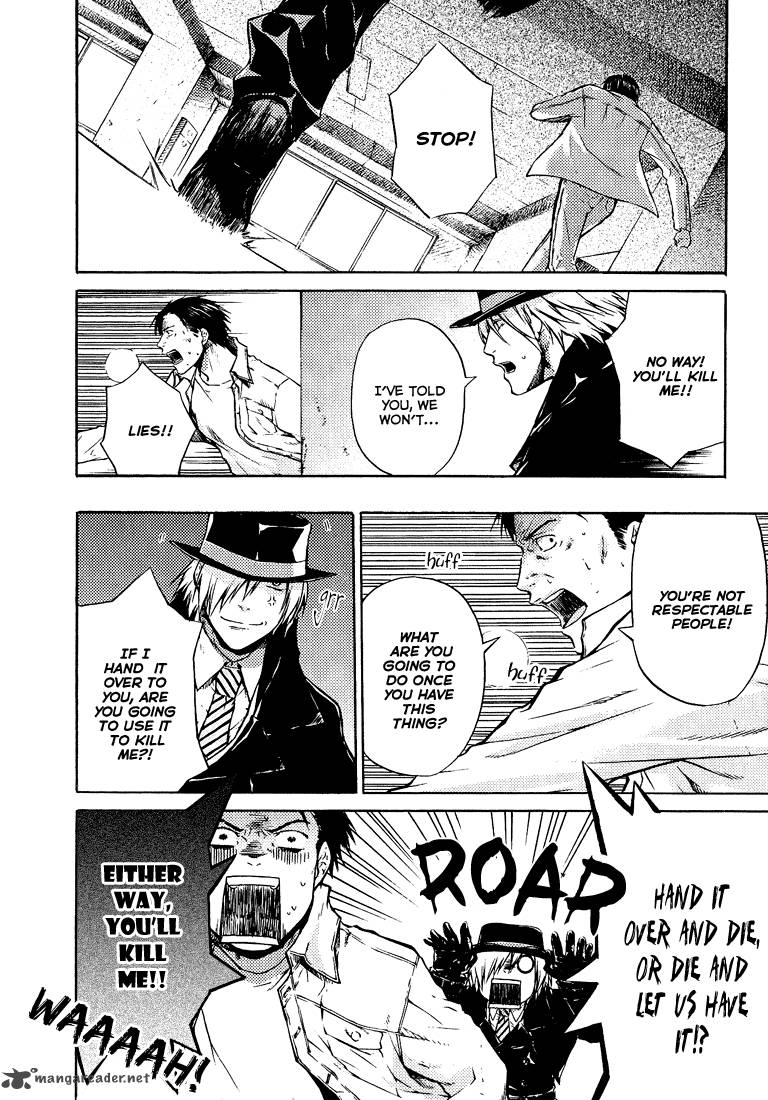 STOP!
NO WAY!
YOU'LL KILL
ME!!
I'VE TOLD
YOU, WE
WON'T...
LIES!!
YOU'RE NOT
RESPECTABLE
PEOPLE!
huff
WHAT
ARE YOU
GOING TO
DO ONCE
YOU HAVE
THIS
THING?
huff
grr
IF I
HAND IT
OVER TO
YOU, ARE
YOU GOING
TO USE IT
TO KILL
ME?!
HAND IT
OVER AND DIE,
OR DIE AND
LET US HAVE
IT!?
ROAR
EITHER
WAY,
YOU'LL
KILL
ME!!
WAAAAH!
mangareader.net